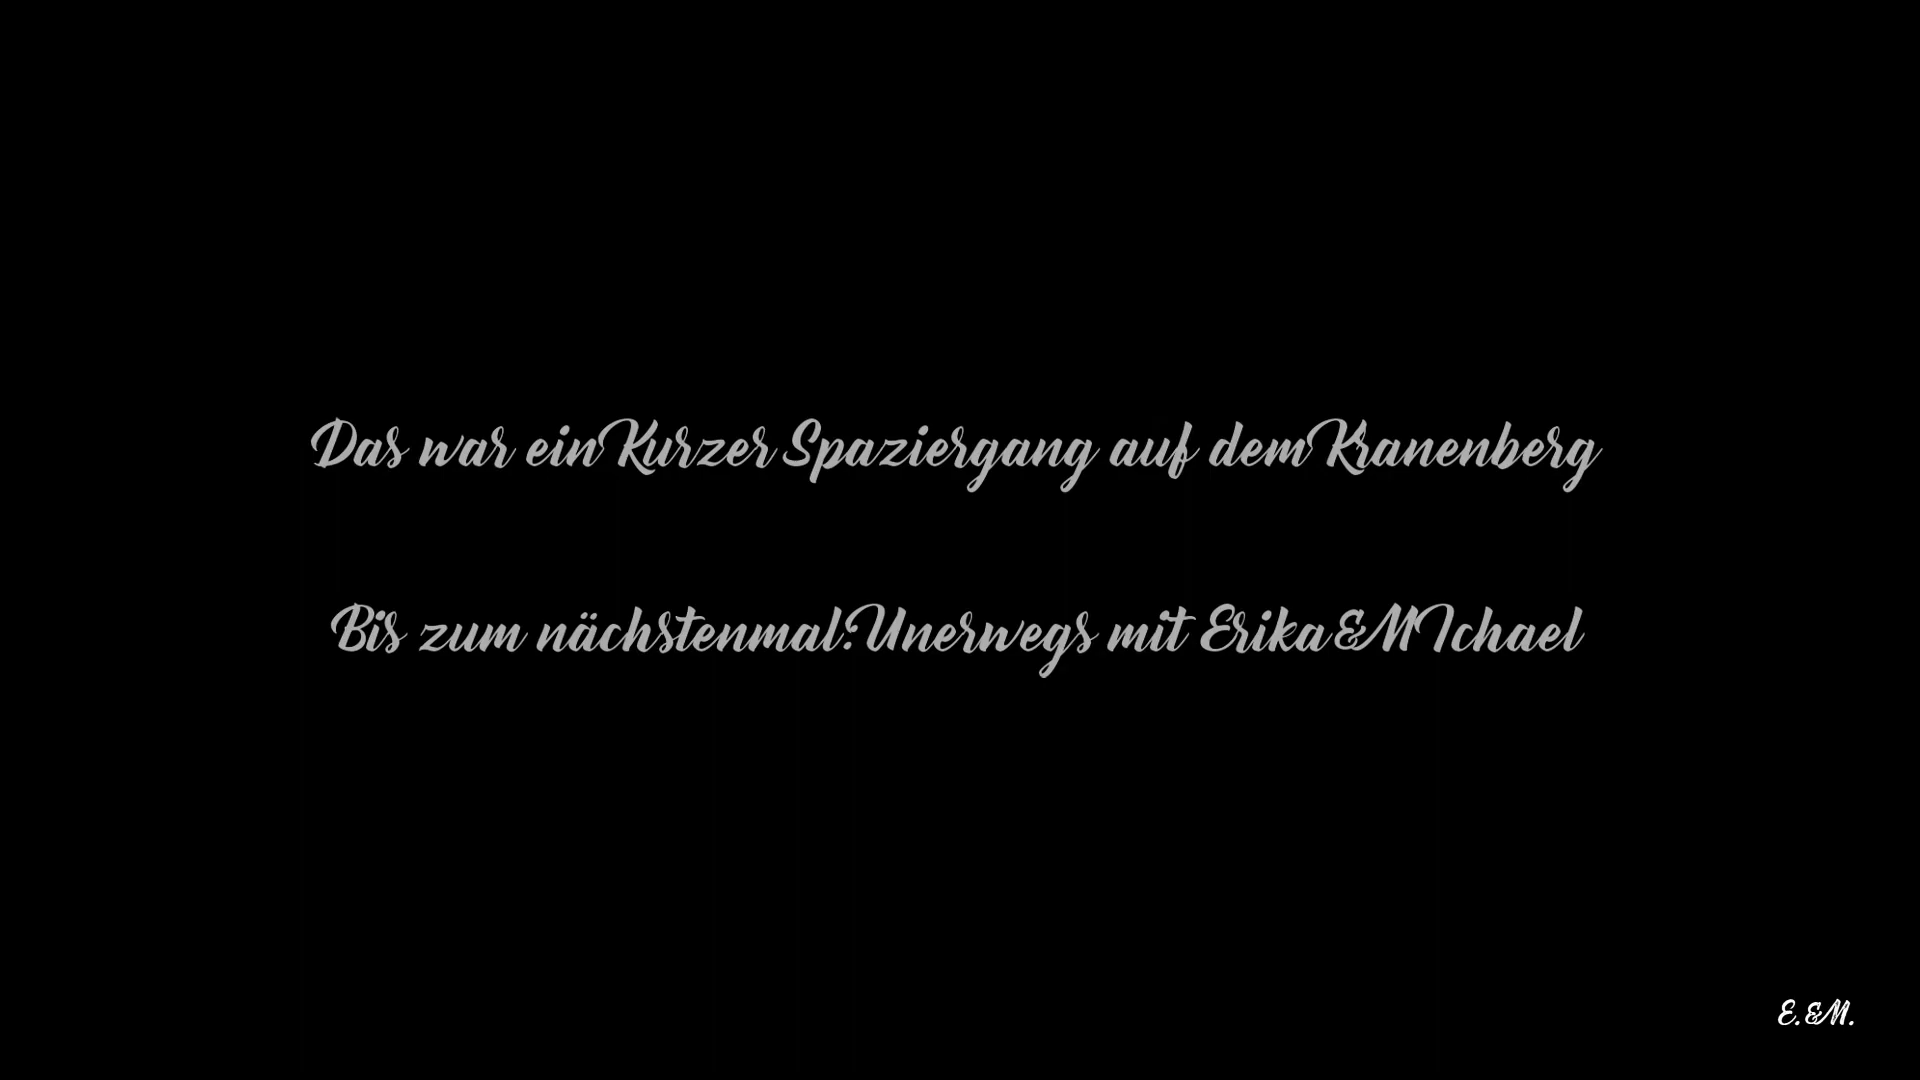 Das war ein Kurzer Spaziergang auf dem Kranenberg
Bis zum nächstenmal:Unerwegs mit Erika&MIchael
E.&M.